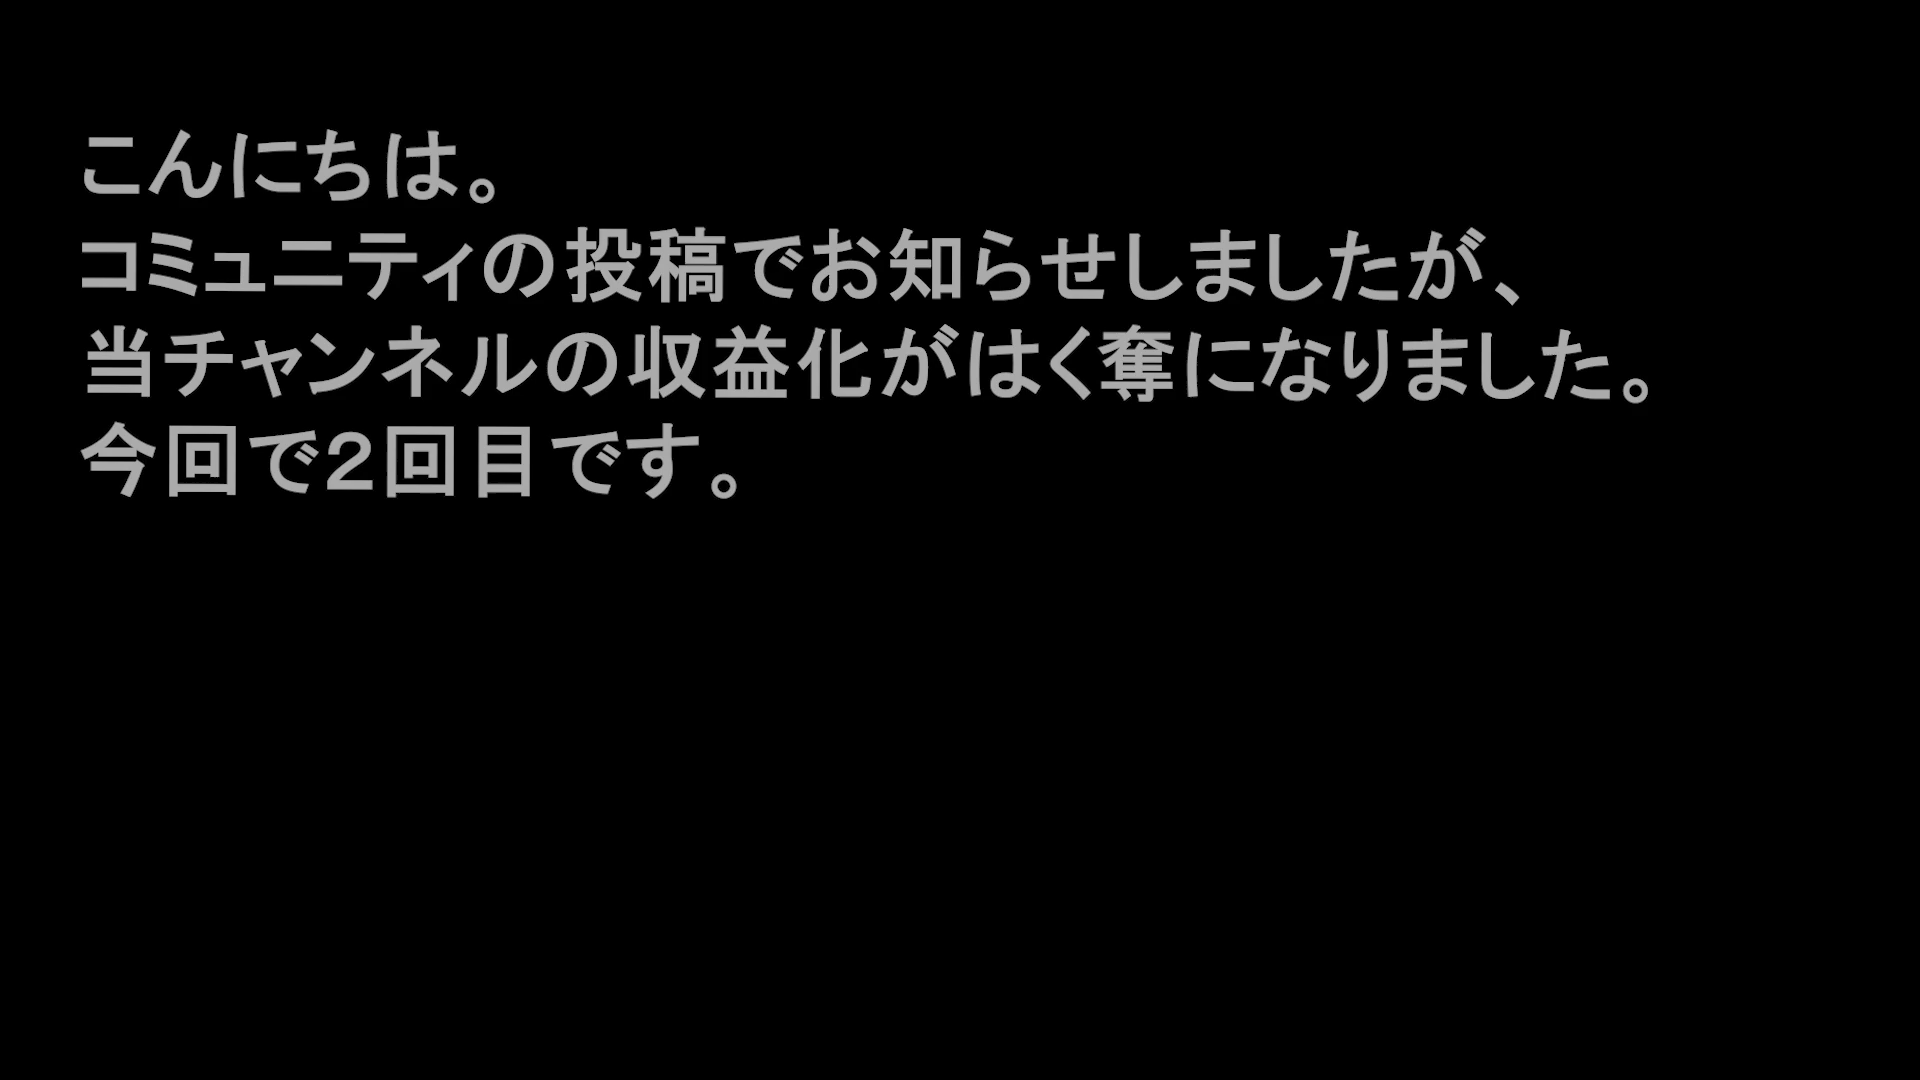 こんにちは。
コミュニティの投稿でお知らせしましたが、
当チャンネルの収益化がはく奪になりました。
今回で２回目です。